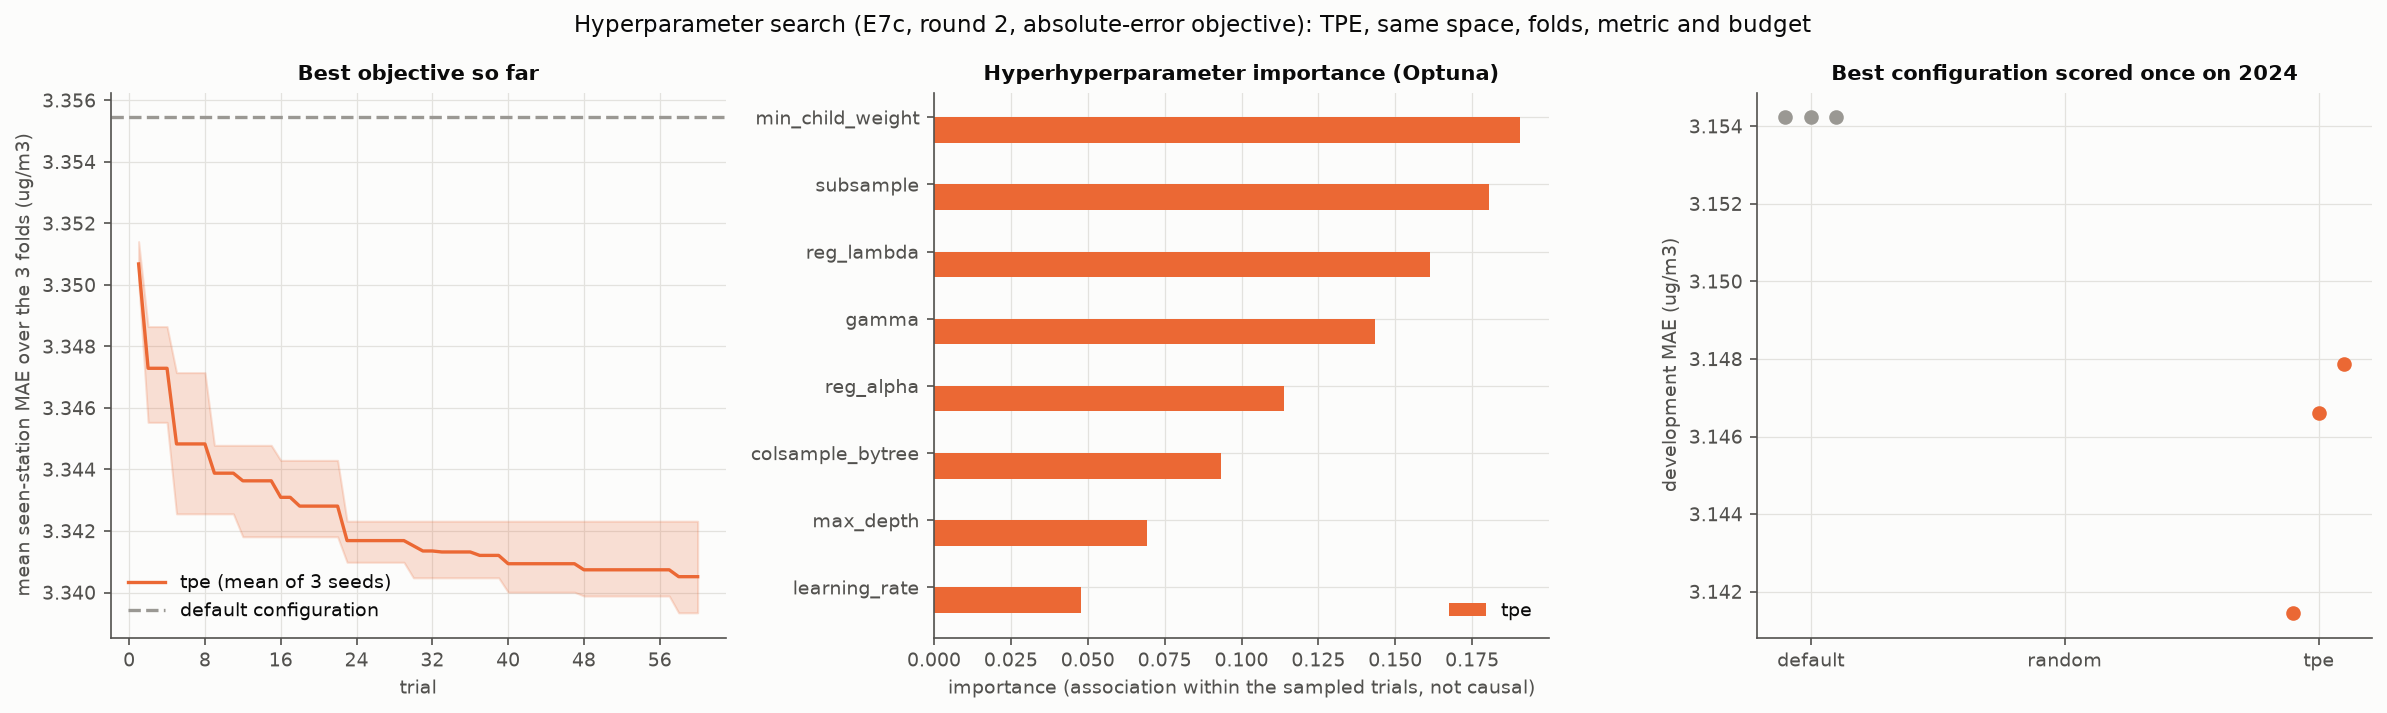 Hyperparameter search (E7c, round 2, absolute-error objective): TPE, same space, folds, metric and budget
Best objective so far
mean seen-station MAE over the 3 folds (ug/m3)
3.356
3.354
3.352
3.350
3.348
3.346
3.344
3.342
3.340
tpe (mean of 3 seeds)
default configuration
0 8 16 24 32 40 48 56
trial
Hyperhyperparameter importance (Optuna)
min_child_weight
subsample
reg_lambda
gamma
reg_alpha
colsample_bytree
max_depth
learning_rate
tpe
0.000 0.025 0.050 0.075 0.100 0.125 0.150 0.175
importance (association within the sampled trials, not causal)
Best configuration scored once on 2024
development MAE (ug/m3)
3.154
3.152
3.150
3.148
3.146
3.144
3.142
default random tpe